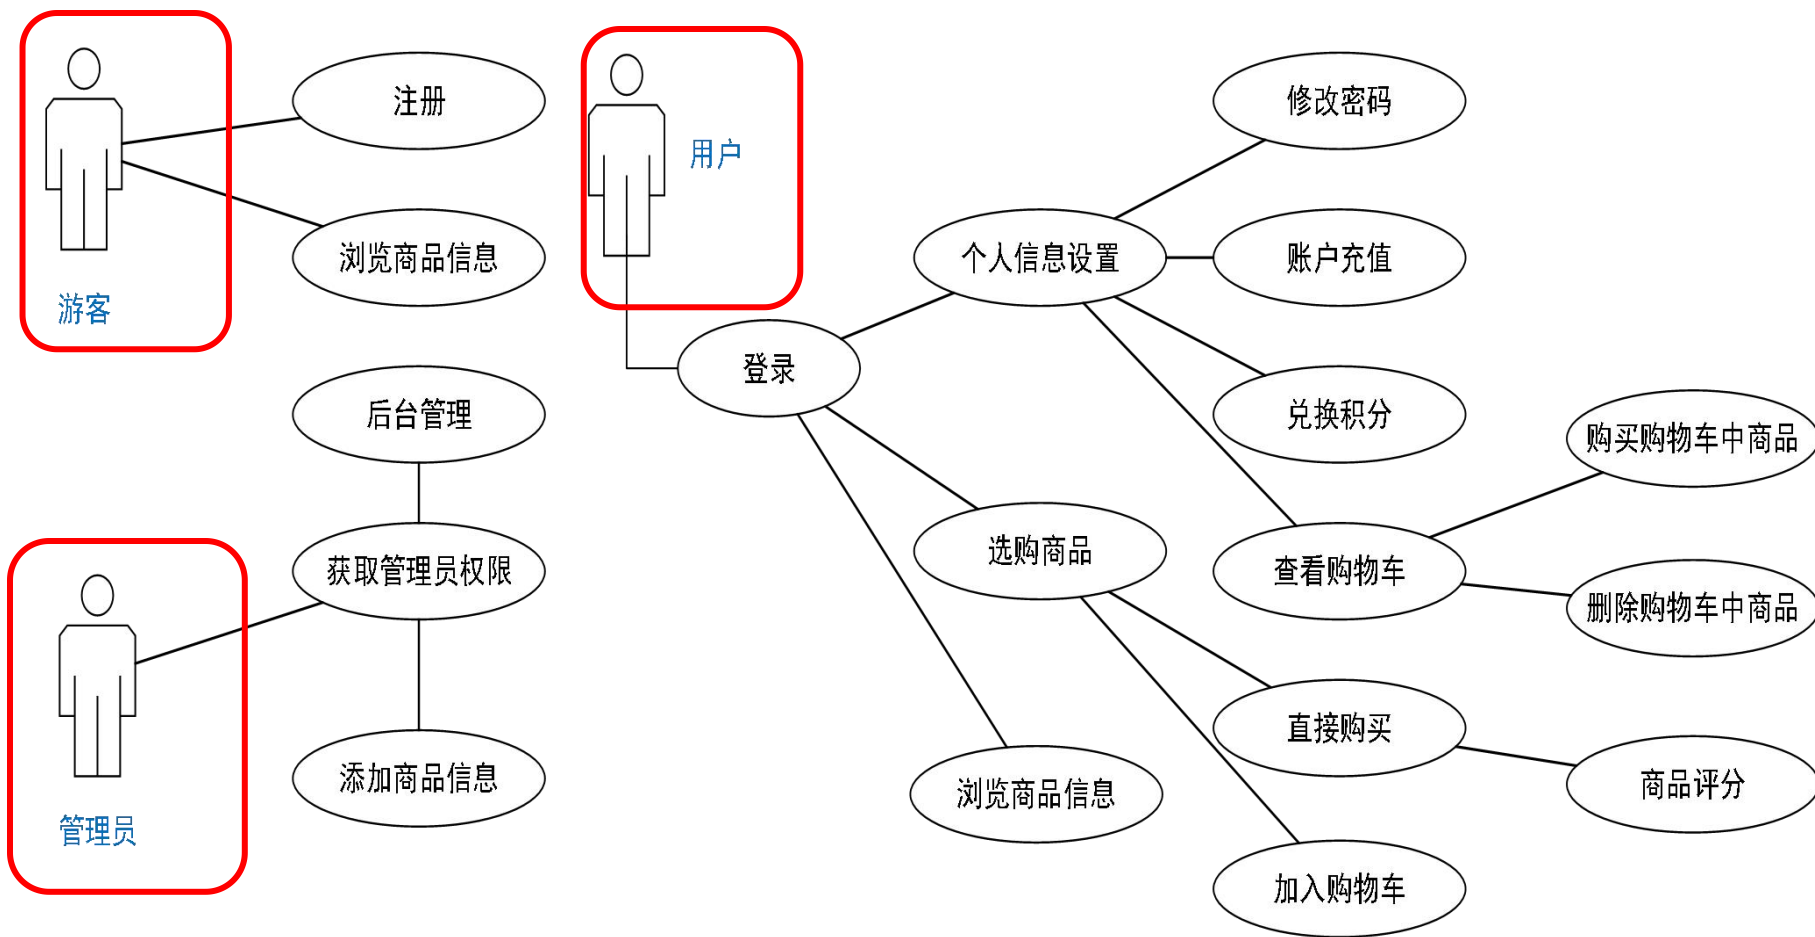 注册
浏览商品信息
游客
用户
登录
个人信息设置
修改密码
账户充值
兑换积分
查看购物车
购买购物车中商品
删除购物车中商品
选购商品
直接购买
商品评分
加入购物车
浏览商品信息
后台管理
获取管理员权限
添加商品信息
管理员